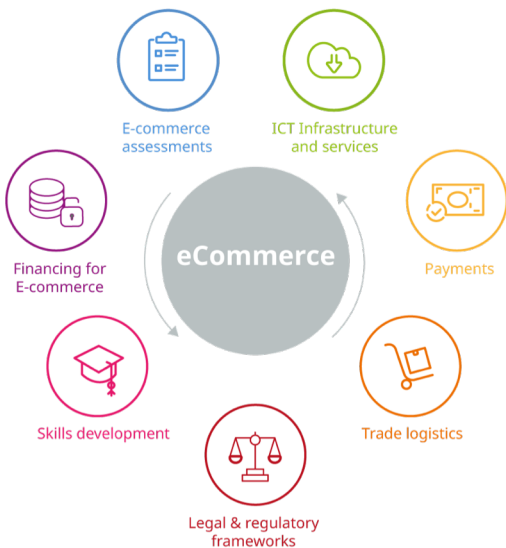 E-commerce
assessments
ICT Infrastructure
and services
Financing for
E-commerce
eCommerce
Payments
Skills development
Trade logistics
Legal & regulatory
frameworks